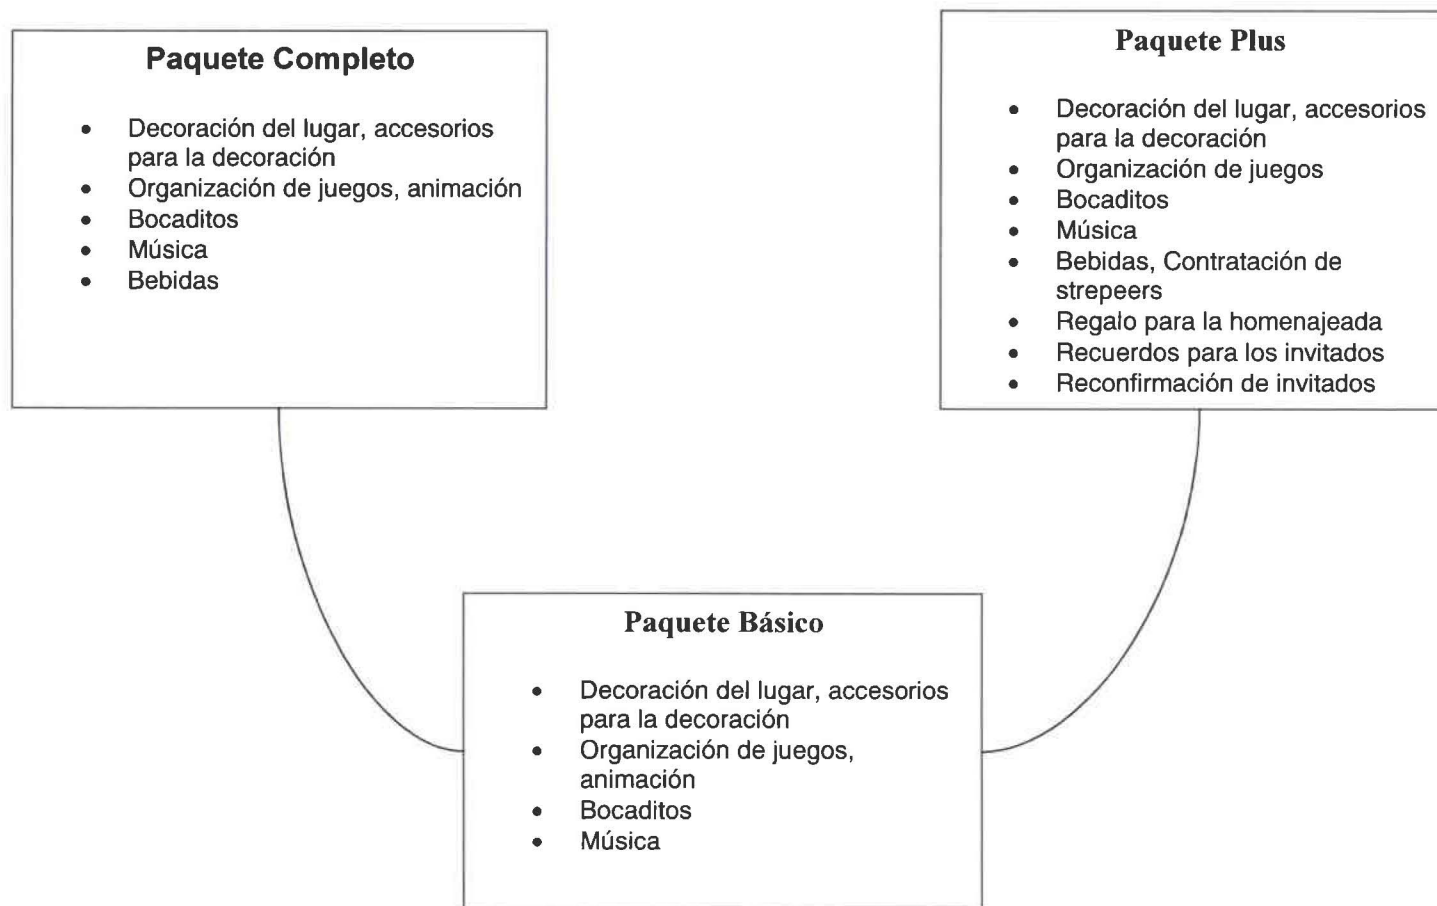 Paquete Completo
• Decoración del lugar, accesorios
para la decoración
• Organización de juegos, animación
• Bocaditos
• Música
• Bebidas
Paquete Plus
• Decoración del lugar, accesorios
para la decoración
• Organización de juegos
• Bocaditos
• Música
• Bebidas, Contratación de
strepeers
• Regalo para la homenajeada
• Recuerdos para los invitados
• Reconfirmación de invitados
Paquete Básico
• Decoración del lugar, accesorios
para la decoración
• Organización de juegos,
animación
• Bocaditos
• Música